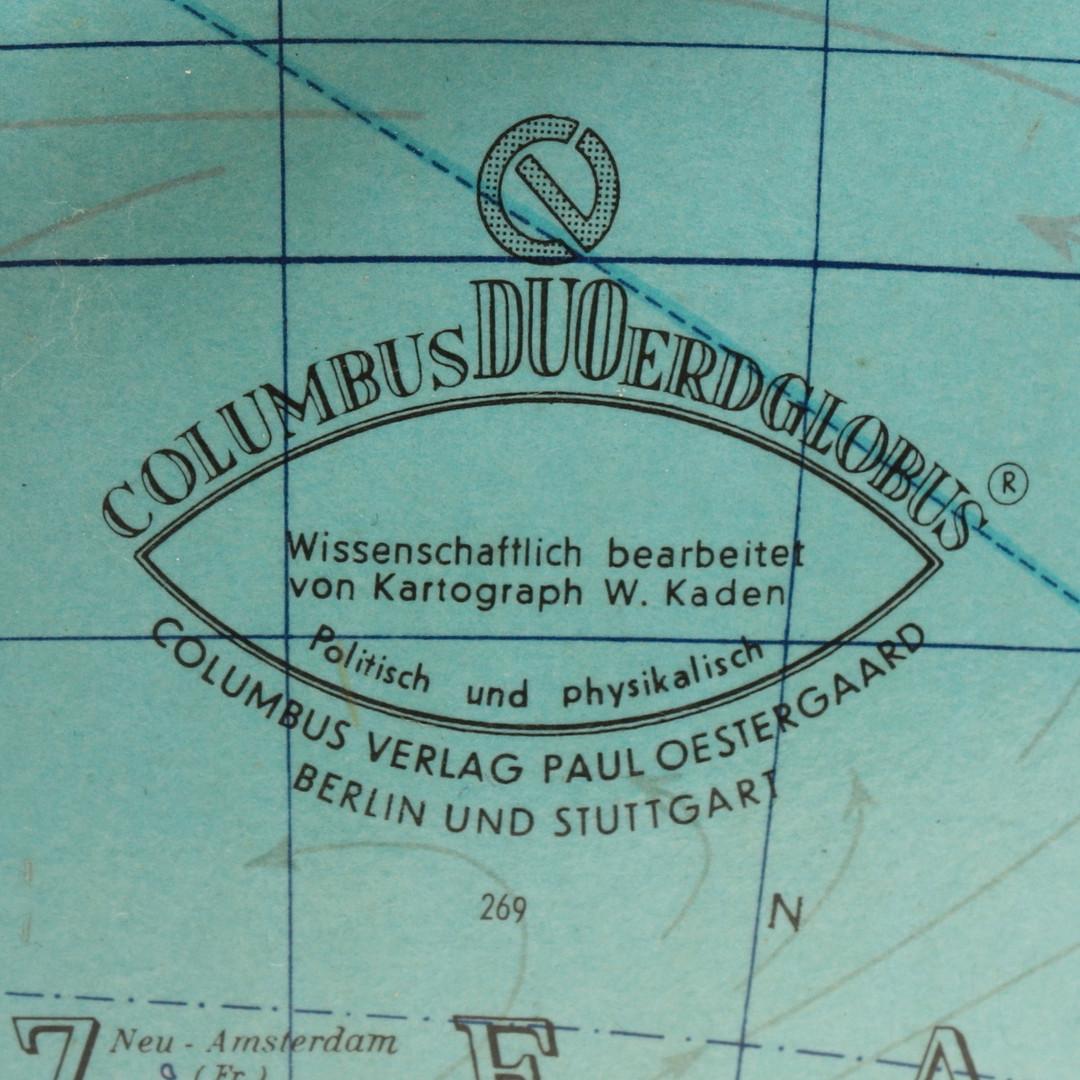 COLUMBUS DUO ERDGLOBUS ®
Wissenschaftlich bearbeitet
von Kartograph W. Kaden
Politisch und physikalisch
COLUMBUS VERLAG PAUL OESTERGAARD
BERLIN UND STUTTGART
269
N
Neu - Amsterdam
(Fr.)